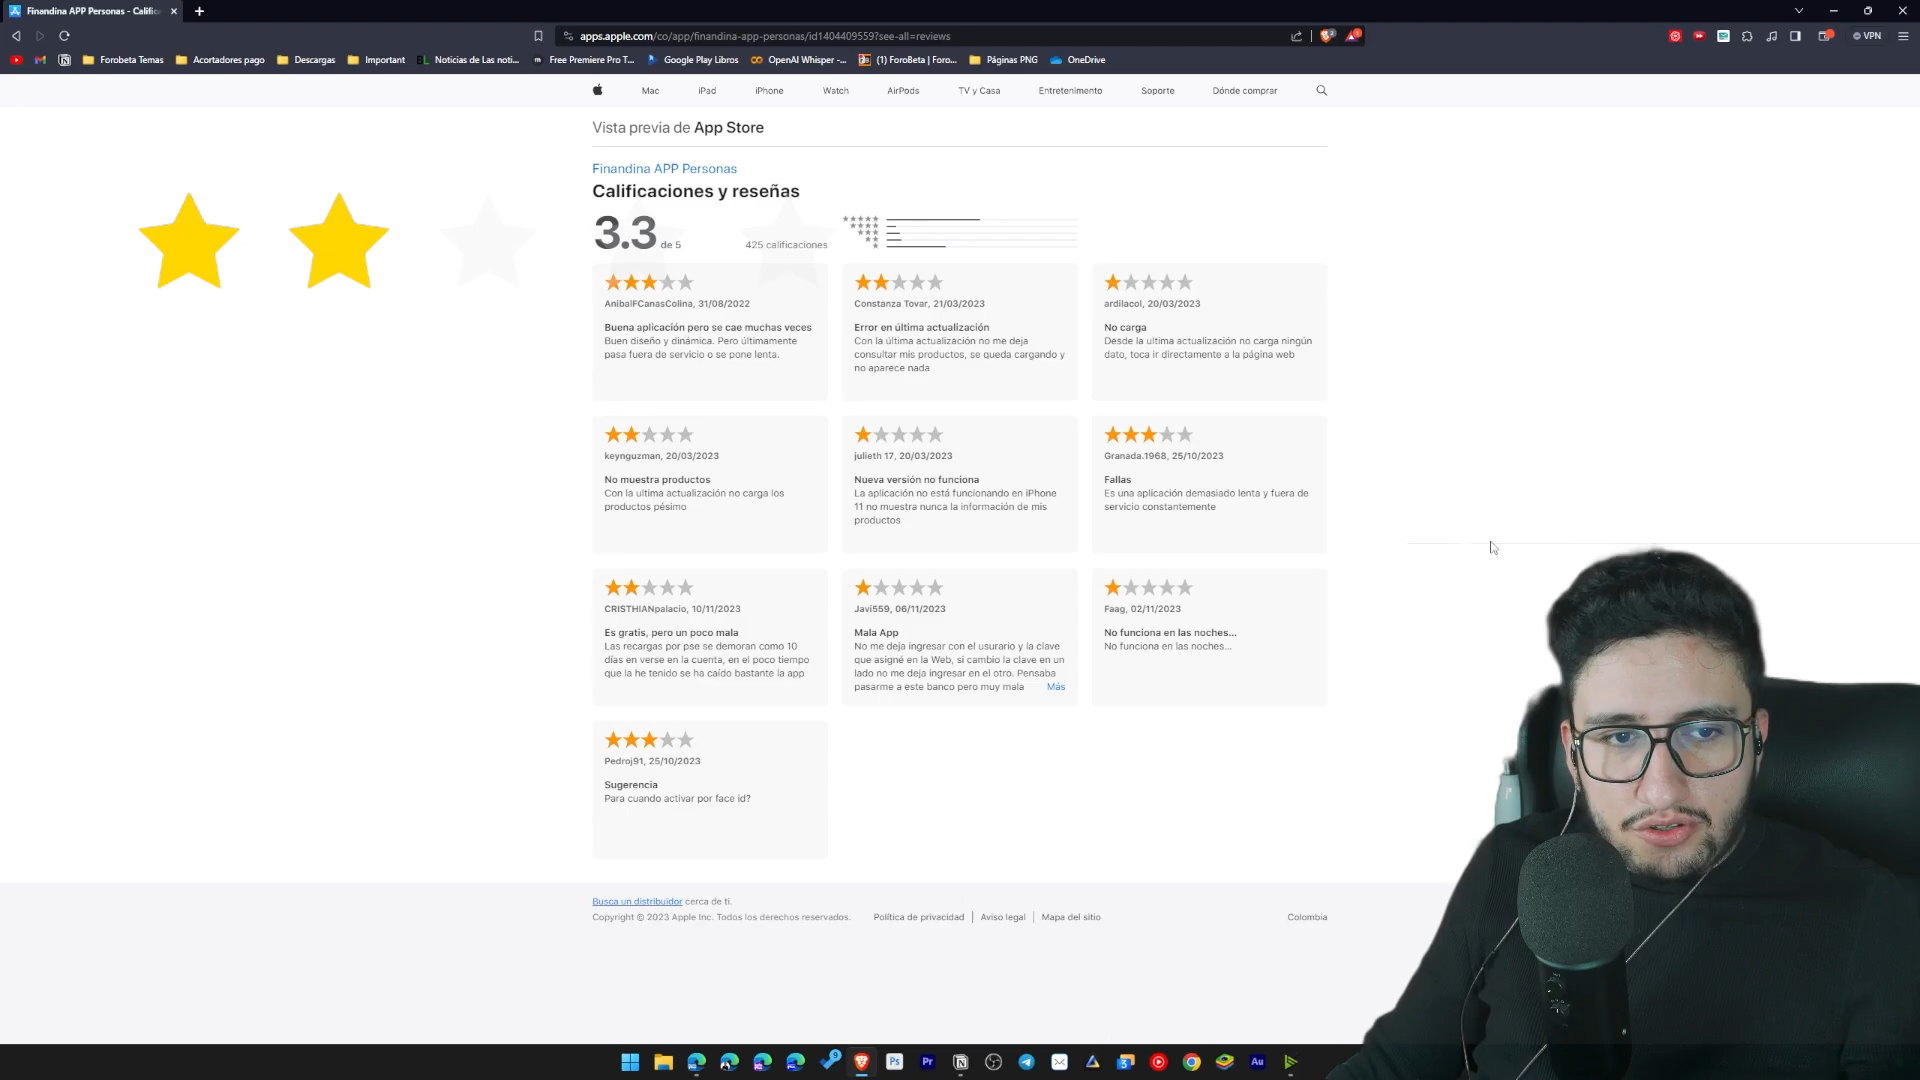 Finandina APP Personas - Calific
apps.apple.com/co/app/finandina-app-personas/id1404409559?see-all=reviews
VPN
Forobeta Temas
Acortadores pago
Descargas
Important
Noticias de Las noti...
Free Premiere Pro T...
Google Play Libros
OpenAI Whisper -...
(1) ForoBeta | Foro...
Páginas PNG
OneDrive
Mac
iPad
iPhone
Watch
AirPods
TV y Casa
Entretenimiento
Soporte
Dónde comprar
Vista previa de App Store
Finandina APP Personas
Calificaciones y reseñas
3.3 de 5
425 calificaciones
AnibalFCanasColina, 31/08/2022
Buena aplicación pero se cae muchas veces
Buen diseño y dinámica. Pero últimamente
pasa fuera de servicio o se pone lenta.
Constanza Tovar, 21/03/2023
Error en última actualización
Con la última actualización no me deja
consultar mis productos, se queda cargando y
no aparece nada
ardilacol, 20/03/2023
No carga
Desde la ultima actualización no carga ningún
dato, toca ir directamente a la página web
keynguzman, 20/03/2023
No muestra productos
Con la ultima actualización no carga los
productos pésimo
julieth 17, 20/03/2023
Nueva versión no funciona
La aplicación no está funcionando en iPhone
11 no muestra nunca la información de mis
productos
Granada.1968, 25/10/2023
Fallas
Es una aplicación demasiado lenta y fuera de
servicio constantemente
CRISTHIANpalacio, 10/11/2023
Es gratis, pero un poco mala
Las recargas por pse se demoran como 10
días en verse en la cuenta, en el poco tiempo
que la he tenido se ha caído bastante la app
Javi559, 06/11/2023
Mala App
No me deja ingresar con el usurario y la clave
que asigné en la Web, si cambio la clave en un
lado no me deja ingresar en el otro. Pensaba
pasarme a este banco pero muy mala Más
Faag, 02/11/2023
No funciona en las noches...
No funciona en las noches...
Pedroj91, 25/10/2023
Sugerencia
Para cuando activar por face id?
Busca un distribuidor cerca de ti.
Copyright © 2023 Apple Inc. Todos los derechos reservados.
Política de privacidad | Aviso legal | Mapa del sitio
Colombia
9
Ps
Pr
Au